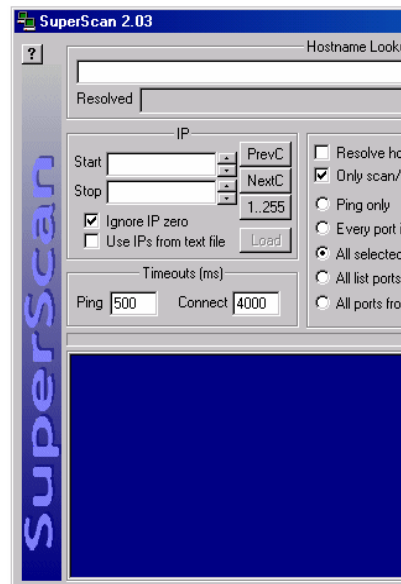 SuperScan 2.03
?
Hostname Looku
Resolved
IP
Start
PrevC
Stop
NextC
1..255
Ignore IP zero
Use IPs from text file
Load
Timeouts (ms)
Ping 500 Connect 4000
Resolve ho
Only scan/
Ping only
Every port i
All selected
All list ports
All ports fro
SuperScan